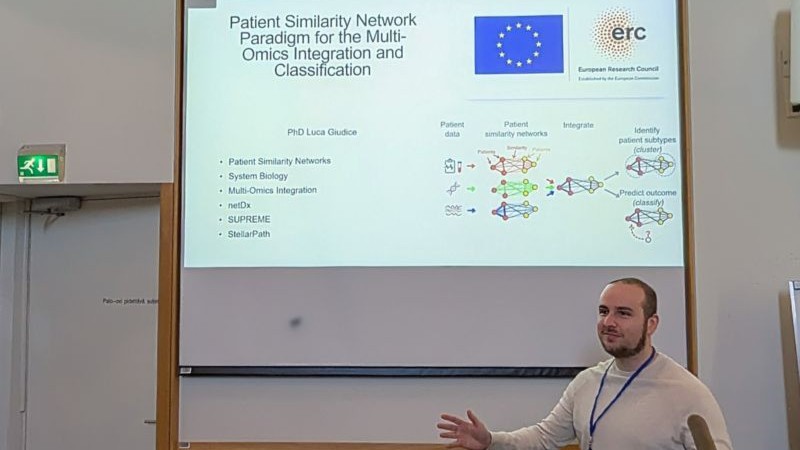 Patient Similarity Network
Paradigm for the Multi-
Omics Integration and
Classification
erc
European Research Council
Established by the European Commission
PhD Luca Giudice
• Patient Similarity Networks
• System Biology
• Multi-Omics Integration
• netDx
• SUPREME
• StellarPath
Patient
data
Patient
similarity networks
Integrate
Identify
patient subtypes
(cluster)
Patients
Similarity
Predict outcome
(classify)
?